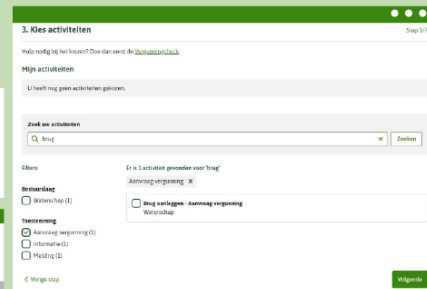 3. Kies activiteiten
Stap 3/7
Hulp nodig bij het kiezen? Doe dan eerst de Vergunningcheck.
Mijn activiteiten
U heeft nog geen activiteiten gekozen.
Zoek uw activiteiten
brug
Zoeken
Filters
Er is 1 activiteit gevonden voor 'brug'
Aanvraag vergunning X
Bestuurslaag
Waterschap (1)
Brug aanleggen - Aanvraag vergunning
Waterschap
Toestemming
Aanvraag vergunning (1)
Informatie (1)
Melding (1)
< Vorige stap
Volgende